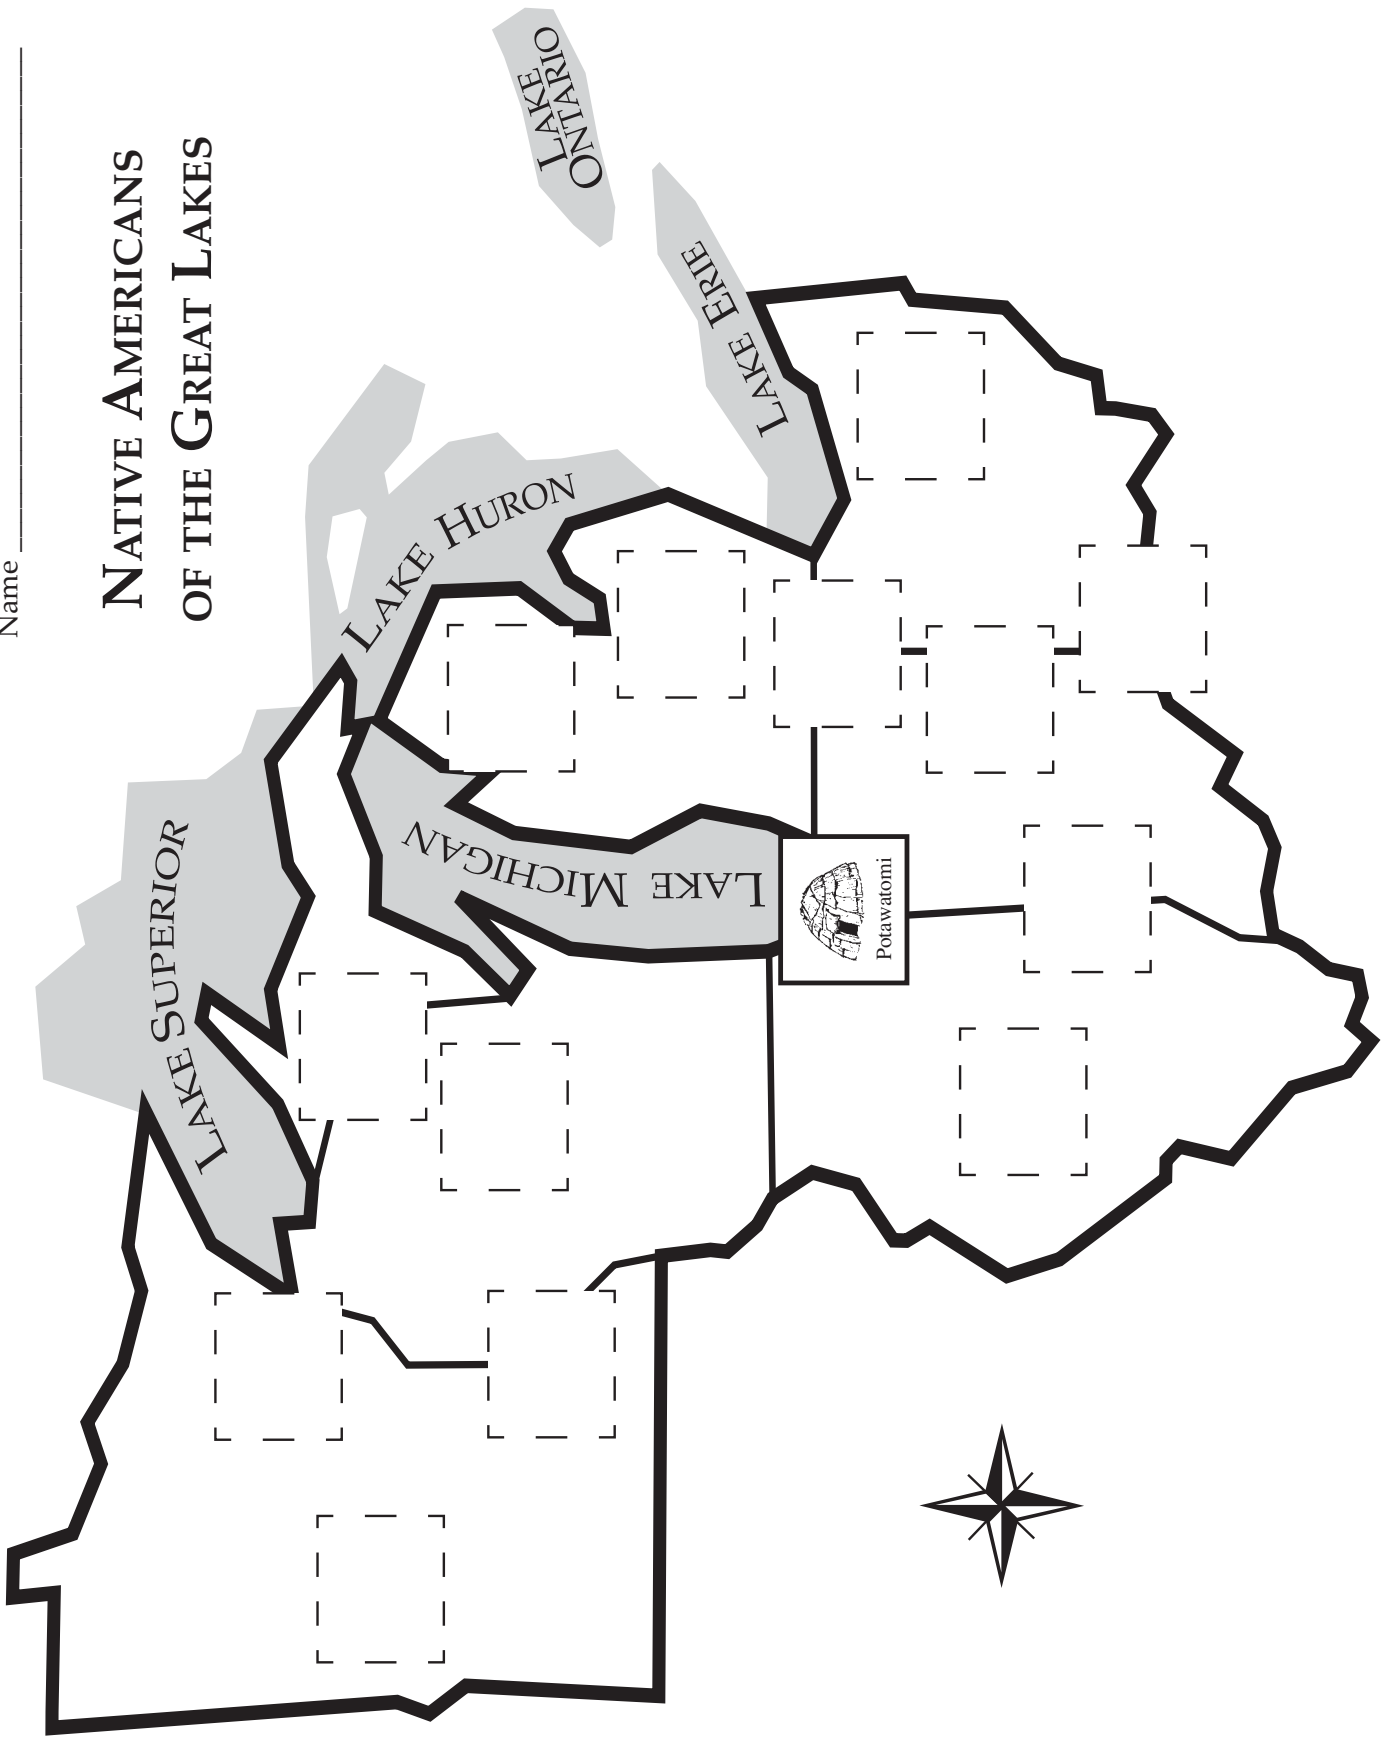 Name
NATIVE AMERICANS
OF THE GREAT LAKES
LAKE SUPERIOR
LAKE HURON
LAKE
ONTARIO
LAKE MICHIGAN
LAKE ERIE
Potawatomi